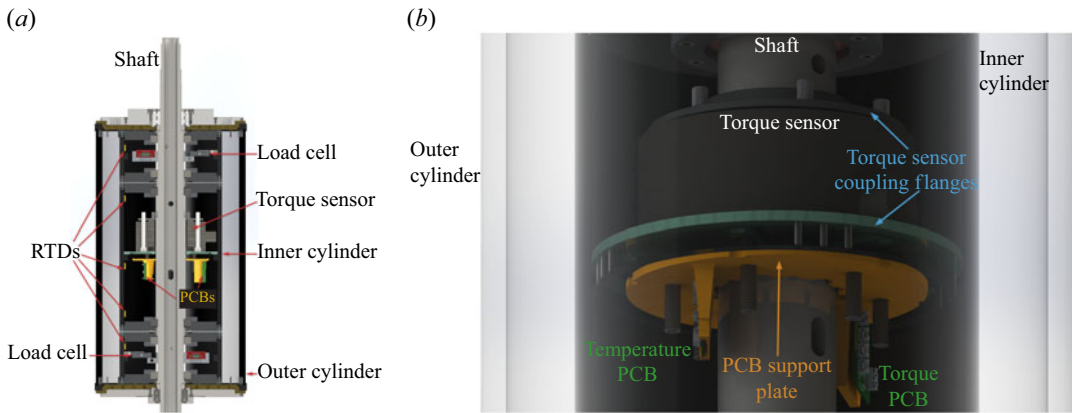 (a)
Shaft
Load cell
Torque sensor
RTDs
Inner cylinder
PCBs
Load cell
Outer cylinder
(b)
Shaft
Inner
cylinder
Torque sensor
Outer
cylinder
Torque sensor
coupling flanges
Temperature
PCB
PCB support
plate
Torque
PCB